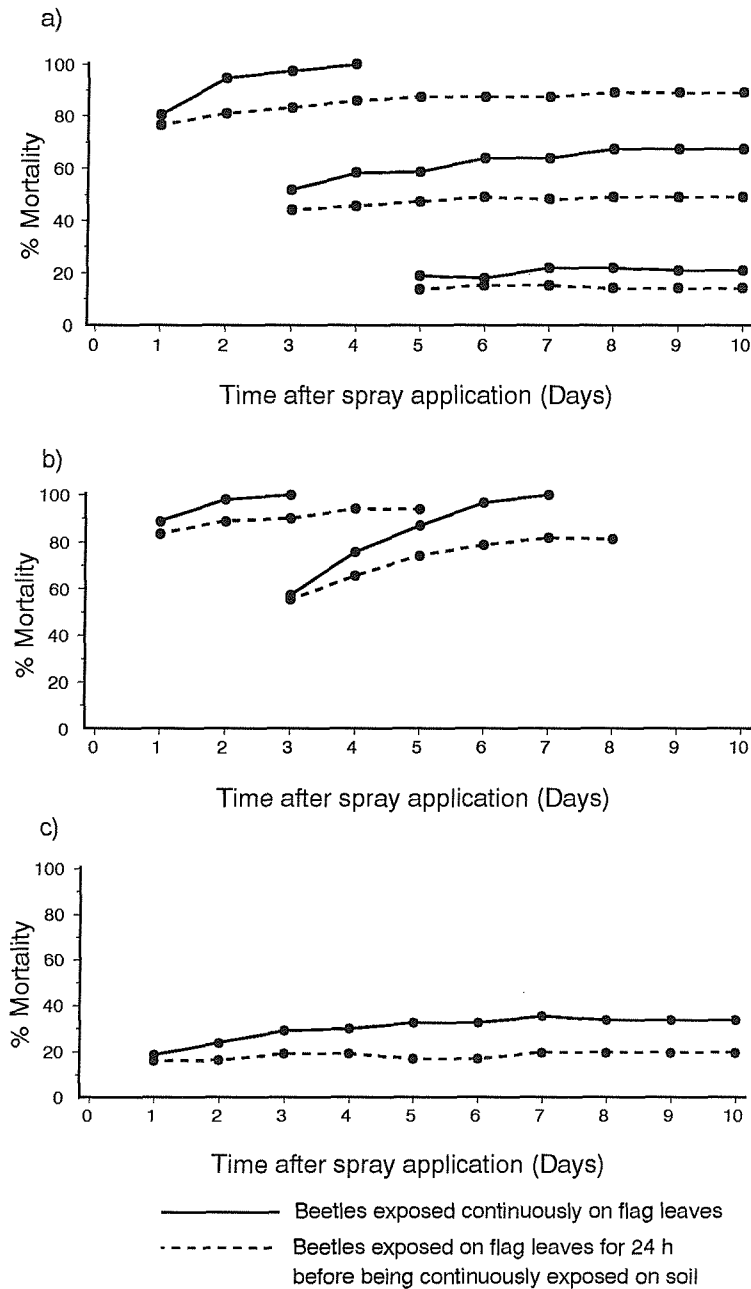 a)
100
80
60
40
20
0
% Mortality
0 1 2 3 4 5 6 7 8 9 10
Time after spray application (Days)
b)
100
80
60
40
20
0
% Mortality
0 1 2 3 4 5 6 7 8 9 10
Time after spray application (Days)
c)
100
80
60
40
20
0
% Mortality
0 1 2 3 4 5 6 7 8 9 10
Time after spray application (Days)
Beetles exposed continuously on flag leaves
Beetles exposed on flag leaves for 24 h
before being continuously exposed on soil